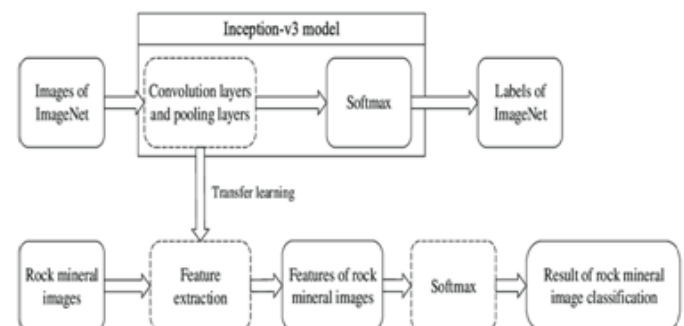 Inception-v3 model
Images of
ImageNet
Convolution layers
and pooling layers
Softmax
Labels of
ImageNet
Transfer learning
Rock mineral
images
Feature
extraction
Features of rock
mineral images
Softmax
Result of rock mineral
image classification